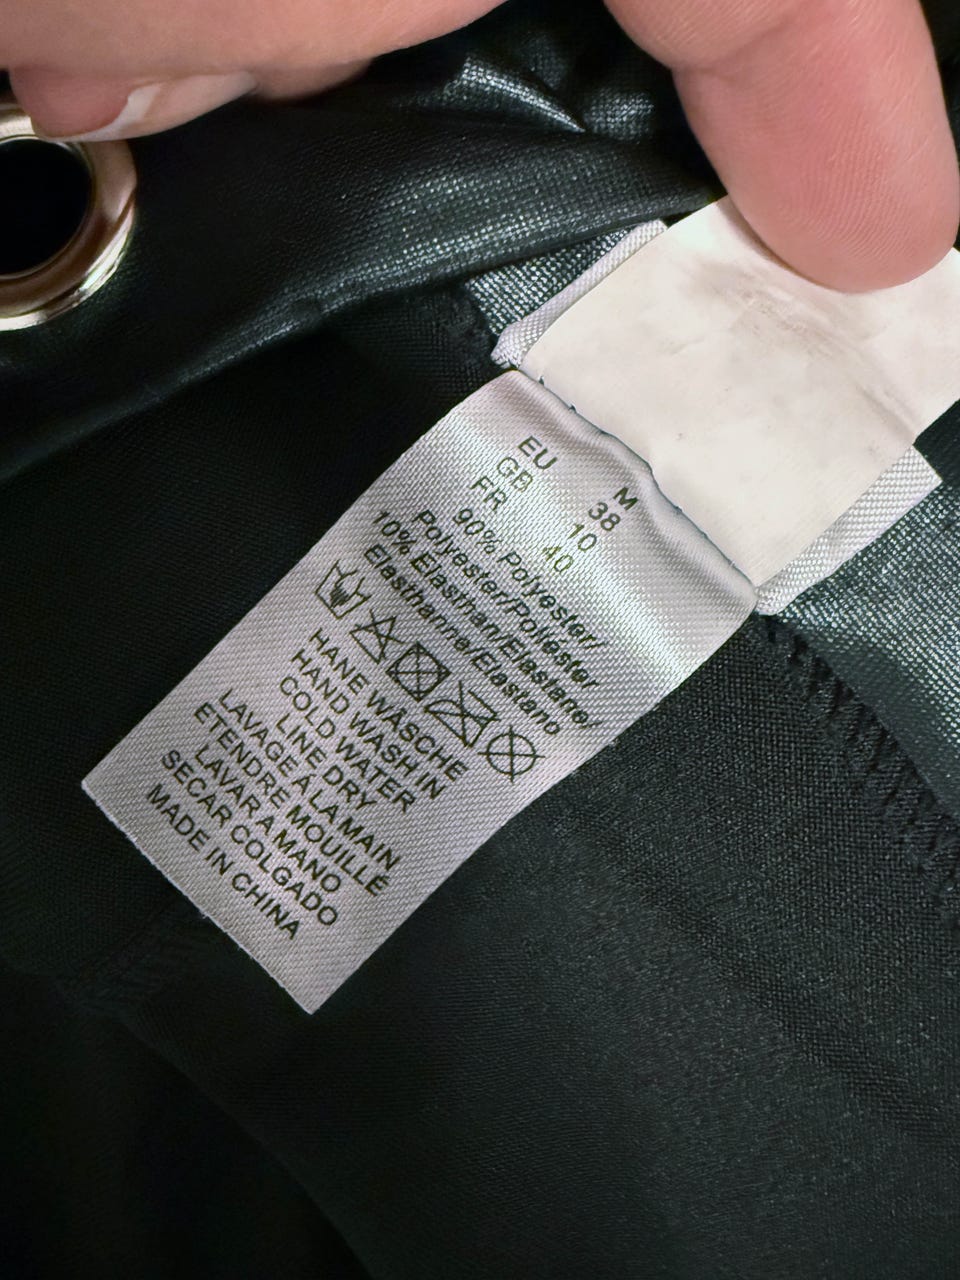 M
EU 38
GB 10
FR 40
90% Polyester/
Polyester/Poliester/
10% Elasthan/Elastane/
Elasthanne/Elastano
HANE WÄSCHE
HAND WASH IN
COLD WATER
LINE DRY
LAVAGE Á LA MAIN
ETENDRE MOUILLÉ
LAVAR A MANO
SECAR COLGADO
MADE IN CHINA